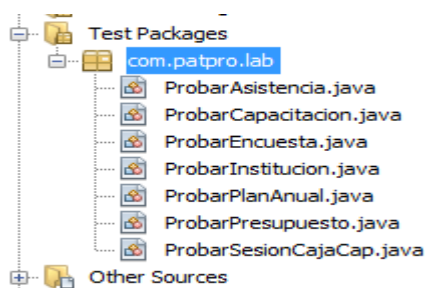 Test Packages
com.patpro.lab
ProbarAsistencia.java
ProbarCapacitacion.java
ProbarEncuesta.java
ProbarInstitucion.java
ProbarPlanAnual.java
ProbarPresupuesto.java
ProbarSesionCajaCap.java
Other Sources